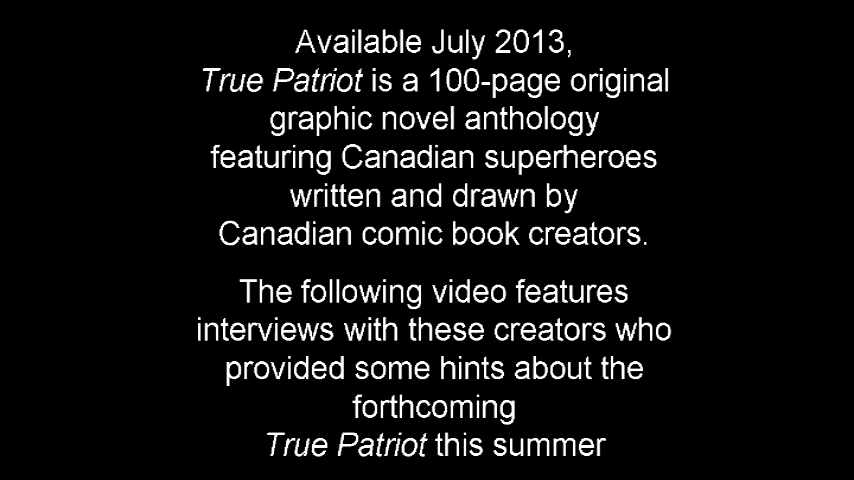 Available July 2013,
True Patriot is a 100-page original
graphic novel anthology
featuring Canadian superheroes
written and drawn by
Canadian comic book creators.
The following video features
interviews with these creators who
provided some hints about the
forthcoming
True Patriot this summer